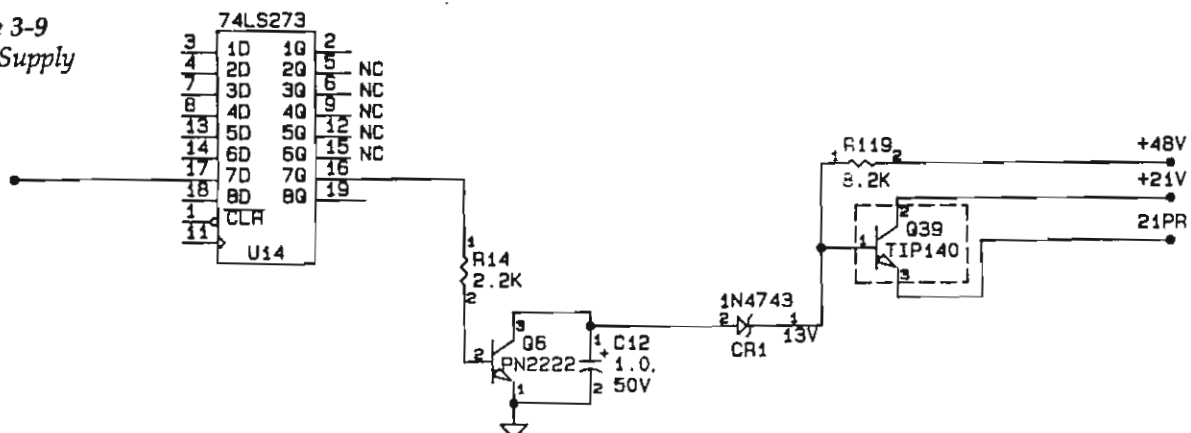 3-9
Supply
74LS273
3 1D 1Q 2
4 2D 2Q 5 NC
7 3D 3Q 6 NC
8 4D 4Q 9 NC
13 5D 5Q 12 NC
14 6D 6Q 15 NC
17 7D 7Q 16
18 8D 8Q 19
1 CLR
11
U14
1
R14
2.2K
2
3
2 Q6
PN2222
1
1
+ C12
1.0.
2 50V
1N4743
2 1
13V
CR1
R119
1 2
8.2K
+48V
+21V
21PR
2
1 Q39
TIP140
3